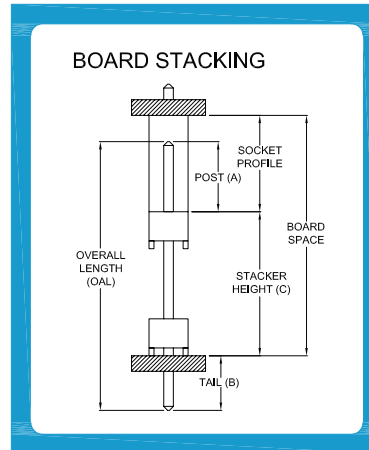 BOARD STACKING
SOCKET
PROFILE
POST (A)
BOARD
SPACE
OVERALL
LENGTH
(OAL)
STACKER
HEIGHT (C)
TAIL (B)